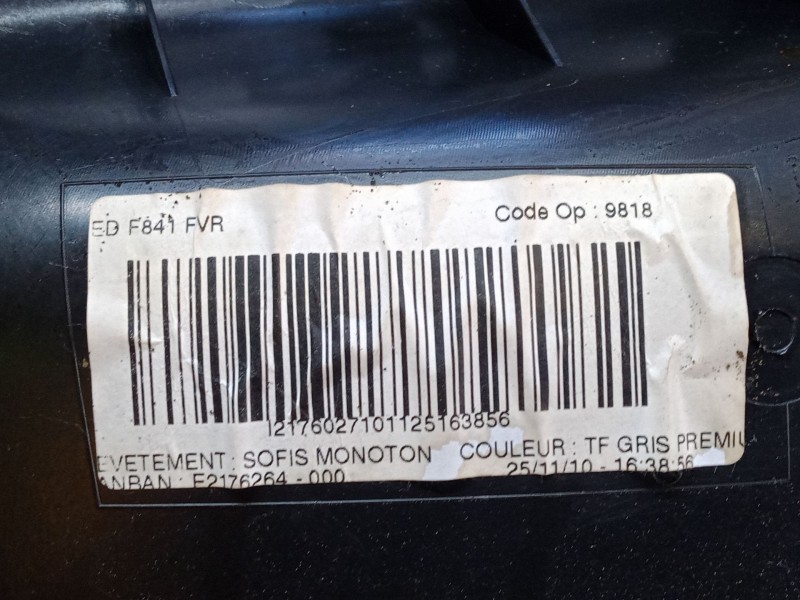 ED F841 FVR Code Op : 9818
12176027101125163856
EVETEMENT : SOFIS MONOTON COULEUR : TF GRIS PREMIU
ANBAN : F2176264 -000 25/11/10 - 16:38:56